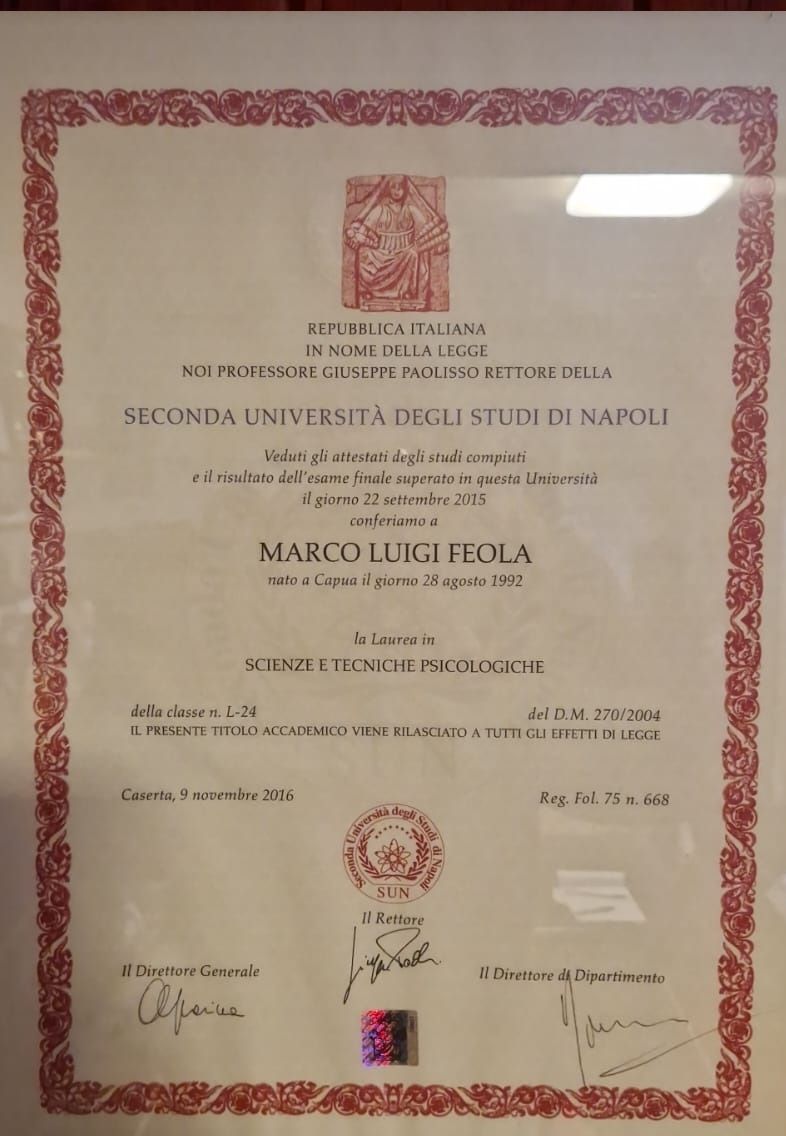 REPUBBLICA ITALIANA
IN NOME DELLA LEGGE
NOI PROFESSORE GIUSEPPE PAOLISSO RETTORE DELLA
SECONDA UNIVERSITÀ DEGLI STUDI DI NAPOLI
Veduti gli attestati degli studi compiuti
e il risultato dell'esame finale superato in questa Università
il giorno 22 settembre 2015
conferiamo a
MARCO LUIGI FEOLA
nato a Capua il giorno 28 agosto 1992
la Laurea in
SCIENZE E TECNICHE PSICOLOGICHE
della classe n. L-24 del D.M. 270/2004
IL PRESENTE TITOLO ACCADEMICO VIENE RILASCIATO A TUTTI GLI EFFETTI DI LEGGE
Caserta, 9 novembre 2016 Reg. Fol. 75 n. 668
Seconda Università degli Studi di Napoli
SUN
Il Rettore
Il Direttore Generale Il Direttore di Dipartimento